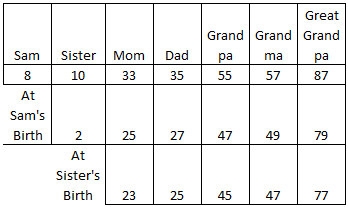 Great
Grand Grand Grand
Sam Sister Mom Dad pa ma pa
8 10 33 35 55 57 87
At
Sam's
Birth 2 25 27 47 49 79
At
Sister's
Birth 23 25 45 47 77